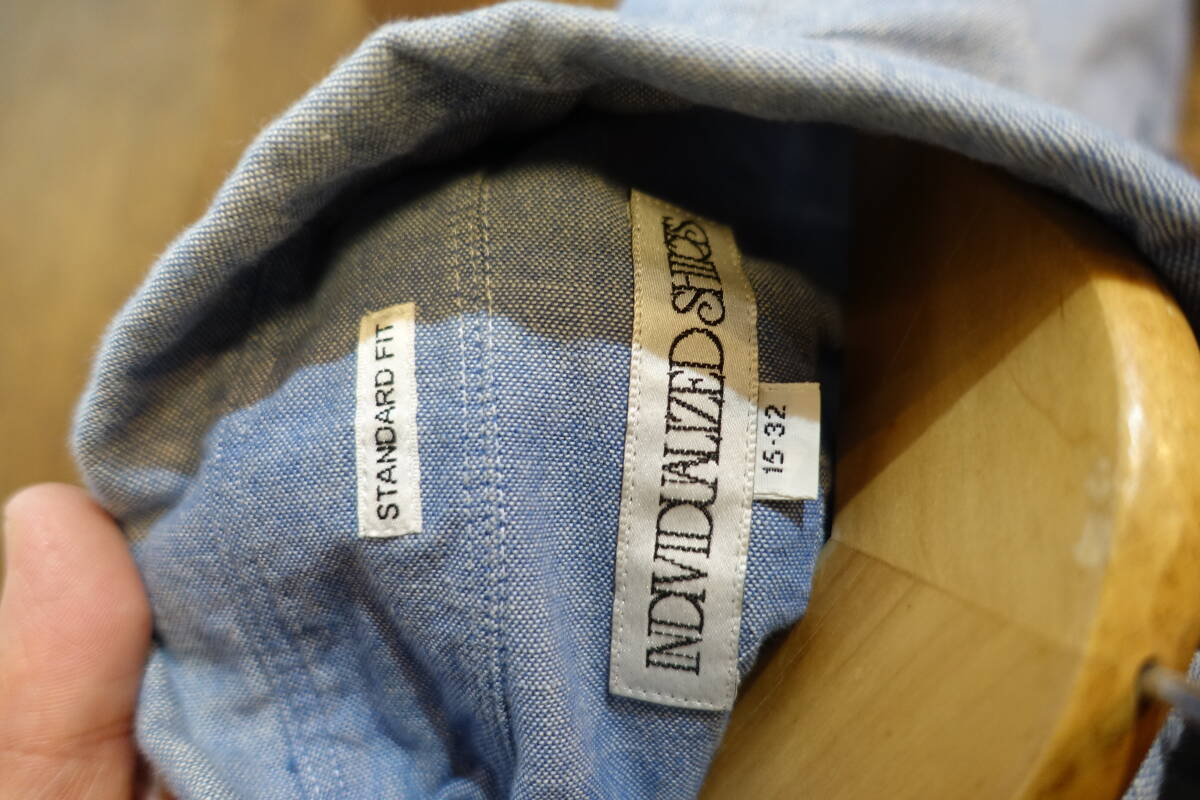 STANDARD FIT
INDIVIDUALIZED SHIRTS
15-32